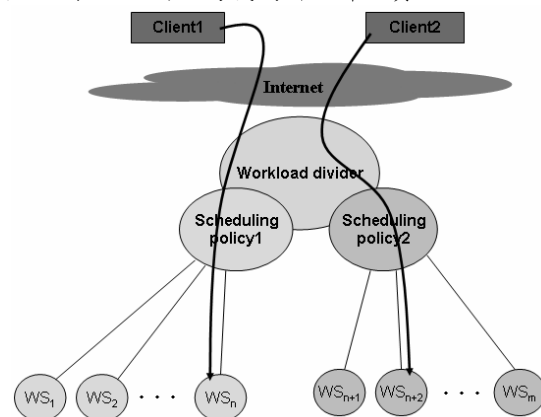 Client1
Client2
Internet
Workload divider
Scheduling policy1
Scheduling policy2
WS1
WS2
. . .
WSn
WSn+1
WSn+2
. . .
WSm